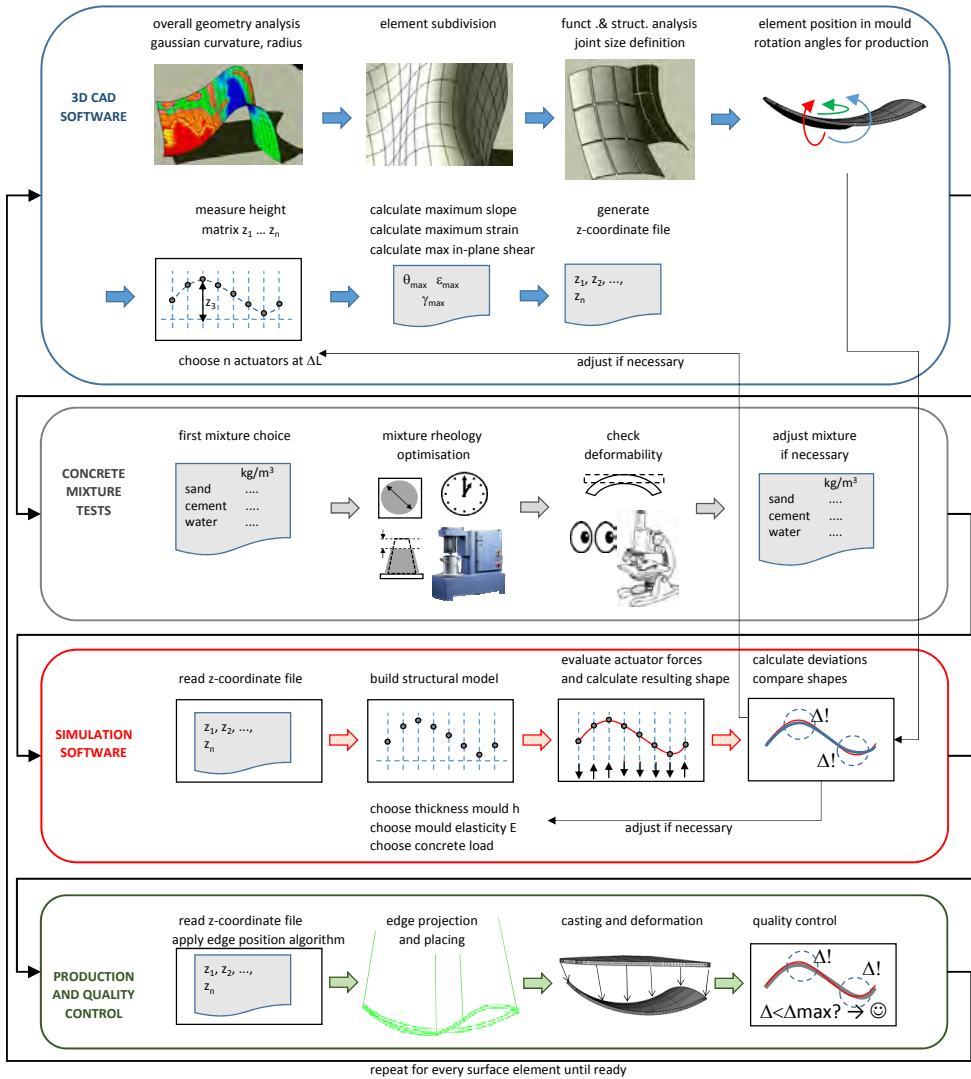 overall geometry analysis
gaussian curvature, radius
element subdivision
funct .& struct. analysis
joint size definition
element position in mould
rotation angles for production
3D CAD
SOFTWARE
measure height
matrix z1 ... zn
calculate maximum slope
calculate maximum strain
calculate max in-plane shear
generate
z-coordinate file
z3
θmax εmax
γmax
z1, z2, ...,
zn
choose n actuators at ΔL
adjust if necessary
first mixture choice
mixture rheology
optimisation
check
deformability
adjust mixture
if necessary
CONCRETE
MIXTURE
TESTS
kg/m³
sand ....
cement ....
water ....
kg/m³
sand ....
cement ....
water ....
read z-coordinate file
build structural model
evaluate actuator forces
and calculate resulting shape
calculate deviations
compare shapes
SIMULATION
SOFTWARE
z1, z2, ...,
zn
Δ!
Δ!
choose thickness mould h
choose mould elasticity E
choose concrete load
adjust if necessary
read z-coordinate file
apply edge position algorithm
edge projection
and placing
casting and deformation
quality control
PRODUCTION
AND QUALITY
CONTROL
z1, z2, ...,
zn
Δ!
Δ!
Δ<Δmax? → ☺
repeat for every surface element until ready